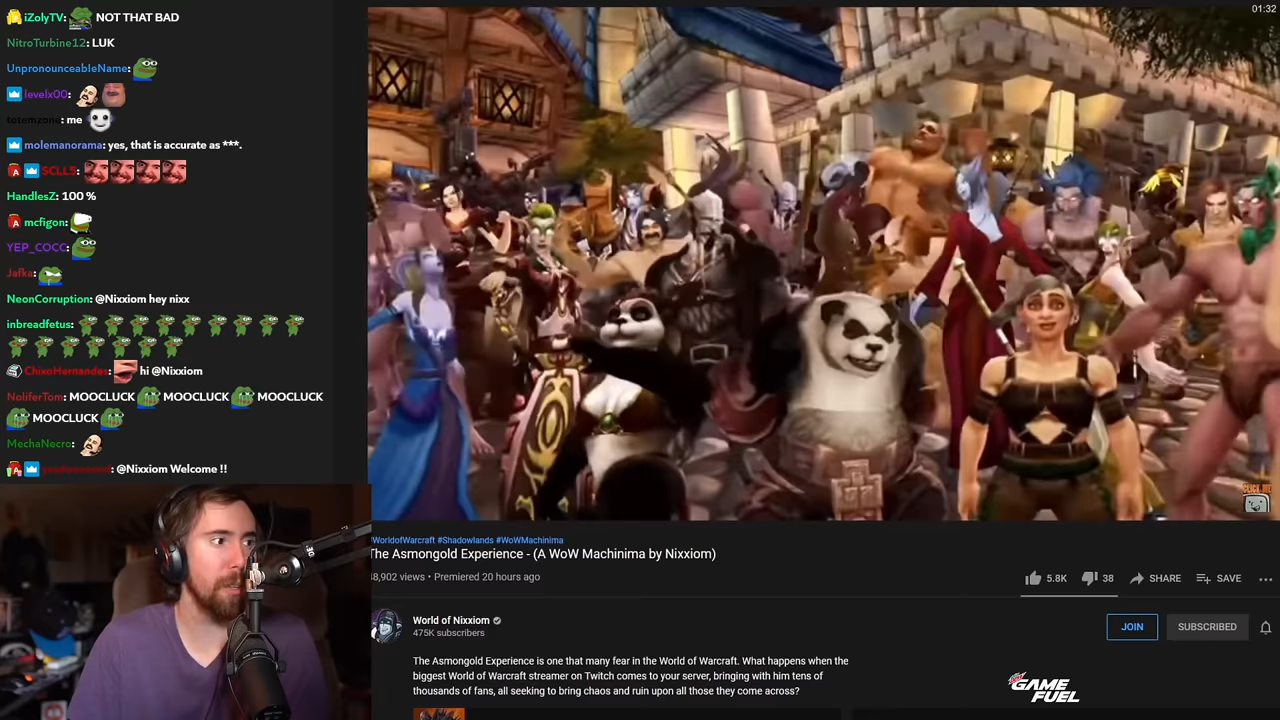 iZolyTV: NOT THAT BAD
NitroTurbine12: LUK
UnpronounceableName:
levelx00:
totemzone: me
molemanorama: yes, that is accurate as ***.
SCLLS:
HandlesZ: 100 %
mcfigon:
YEP_COCC:
Jafka:
NeonCorruption: @Nixxiom hey nixx
inbreadfetus:
ChixoHernandes: hi @Nixxiom
NoliferTom: MOOCLUCK MOOCLUCK MOOCLUCK
MOOCLUCK
MechaNecro:
@Nixxiom Welcome !!
01:32
CLICK ME!
#WorldofWarcraft #Shadowlands #WoWMachinima
The Asmongold Experience - (A WoW Machinima by Nixxiom)
8,902 views • Premiered 20 hours ago
5.8K 38 SHARE SAVE
World of Nixxiom
475K subscribers
JOIN SUBSCRIBED
The Asmongold Experience is one that many fear in the World of Warcraft. What happens when the
biggest World of Warcraft streamer on Twitch comes to your server, bringing with him tens of
thousands of fans, all seeking to bring chaos and ruin upon all those they come across?
GAME
FUEL